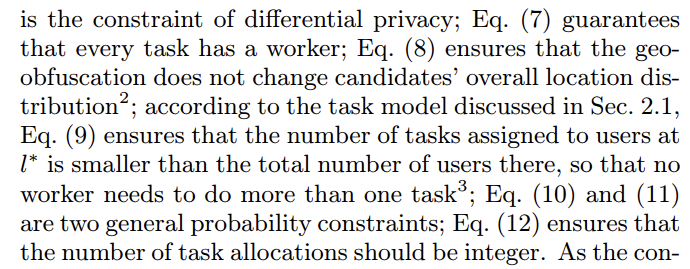 is the constraint of differential privacy; Eq. (7) guarantees
that every task has a worker; Eq. (8) ensures that the geo-
obfuscation does not change candidates’ overall location dis-
tribution²; according to the task model discussed in Sec. 2.1,
Eq. (9) ensures that the number of tasks assigned to users at
l* is smaller than the total number of users there, so that no
worker needs to do more than one task³; Eq. (10) and (11)
are two general probability constraints; Eq. (12) ensures that
the number of task allocations should be integer. As the con-